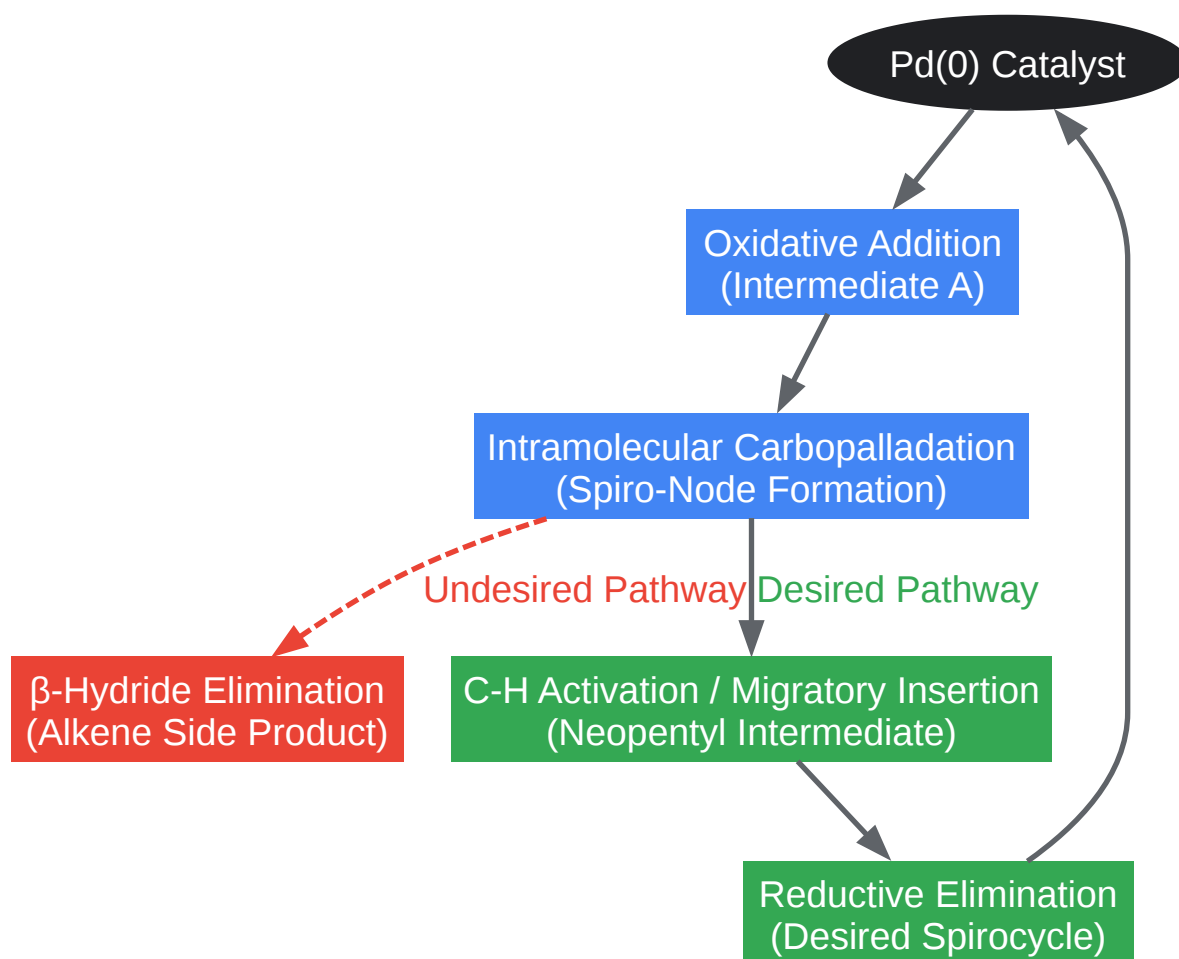 Pd(0) Catalyst
Oxidative Addition
(Intermediate A)
Intramolecular Carbopalladation
(Spiro-Node Formation)
Undesired Pathway
Desired Pathway
β-Hydride Elimination
(Alkene Side Product)
C-H Activation / Migratory Insertion
(Neopentyl Intermediate)
Reductive Elimination
(Desired Spirocycle)